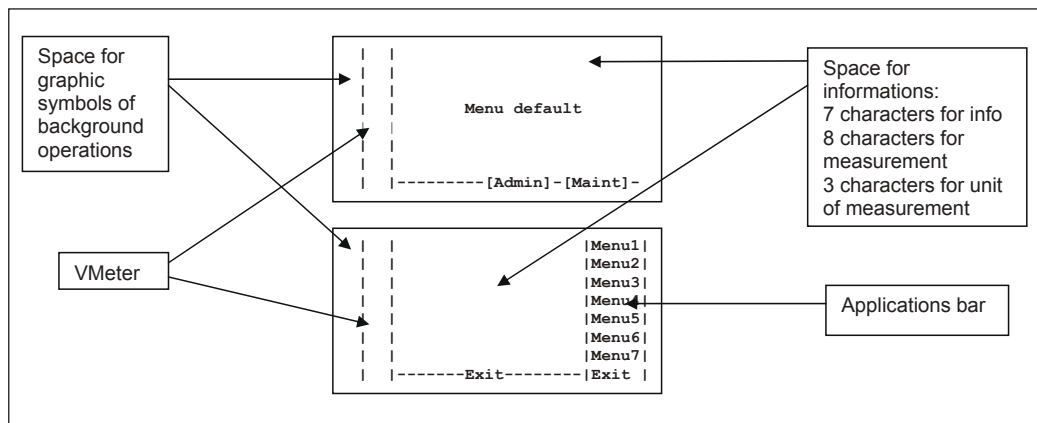 Space for
graphic
symbols of
background
operations
Menu default
---------[Admin]-[Maint]-
Space for
informations:
7 characters for info
8 characters for
measurement
3 characters for unit
of measurement
VMeter
|Menu1|
|Menu2|
|Menu3|
|Menu4|
|Menu5|
|Menu6|
|Menu7|
-------Exit--------|Exit |
Applications bar